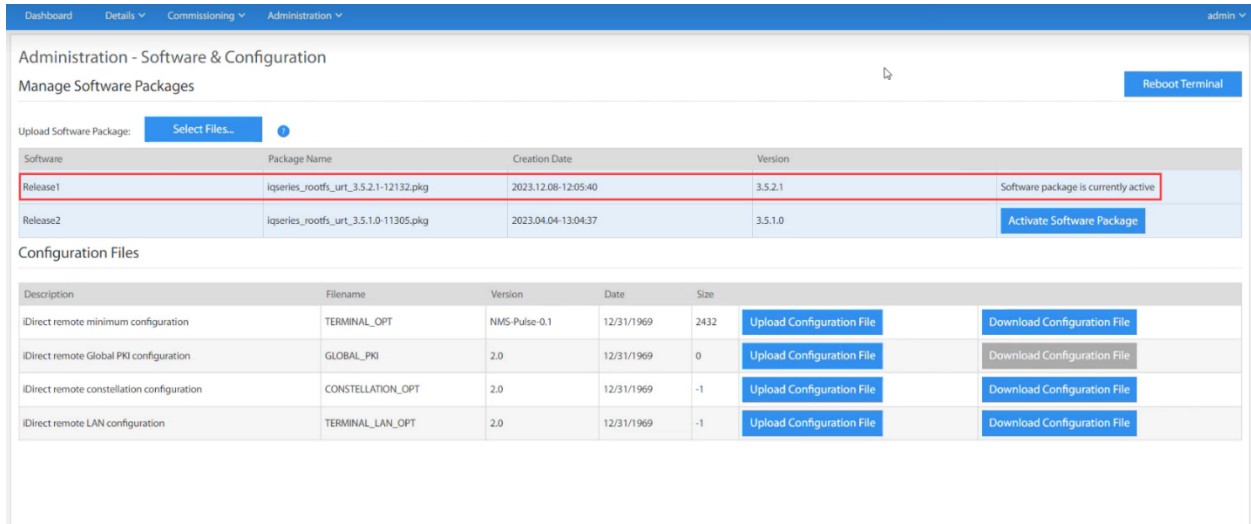 Dashboard Details Commissioning Administration admin
Administration - Software & Configuration
Manage Software Packages
Reboot Terminal
Upload Software Package: Select Files... ?
Software Package Name Creation Date Version
Release1 iqseries_rootfs_urt_3.5.2.1-12132.pkg 2023.12.08-12:05:40 3.5.2.1 Software package is currently active
Release2 iqseries_rootfs_urt_3.5.1.0-11305.pkg 2023.04.04-13:04:37 3.5.1.0 Activate Software Package
Configuration Files
Description Filename Version Date Size
iDirect remote minimum configuration TERMINAL_OPT NMS-Pulse-0.1 12/31/1969 2432 Upload Configuration File Download Configuration File
iDirect remote Global PKI configuration GLOBAL_PKI 2.0 12/31/1969 0 Upload Configuration File Download Configuration File
iDirect remote constellation configuration CONSTELLATION_OPT 2.0 12/31/1969 -1 Upload Configuration File Download Configuration File
iDirect remote LAN configuration TERMINAL_LAN_OPT 2.0 12/31/1969 -1 Upload Configuration File Download Configuration File